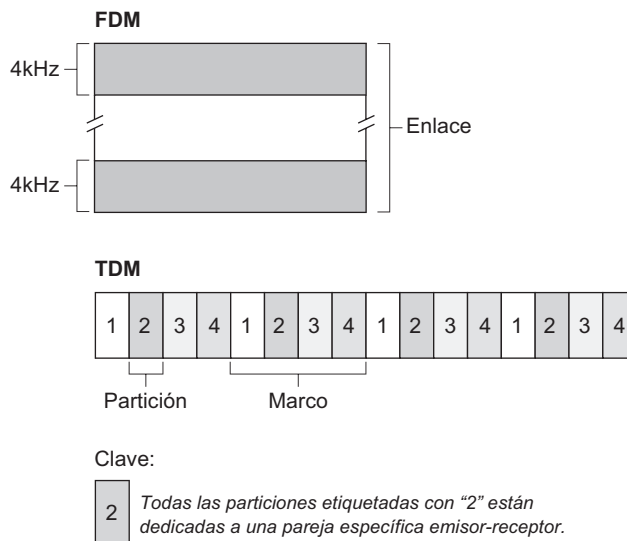 FDM
4kHz
Enlace
4kHz
TDM
1 2 3 4 1 2 3 4 1 2 3 4 1 2 3 4
Partición Marco
Clave:
2
Todas las particiones etiquetadas con “2” están
dedicadas a una pareja específica emisor-receptor.